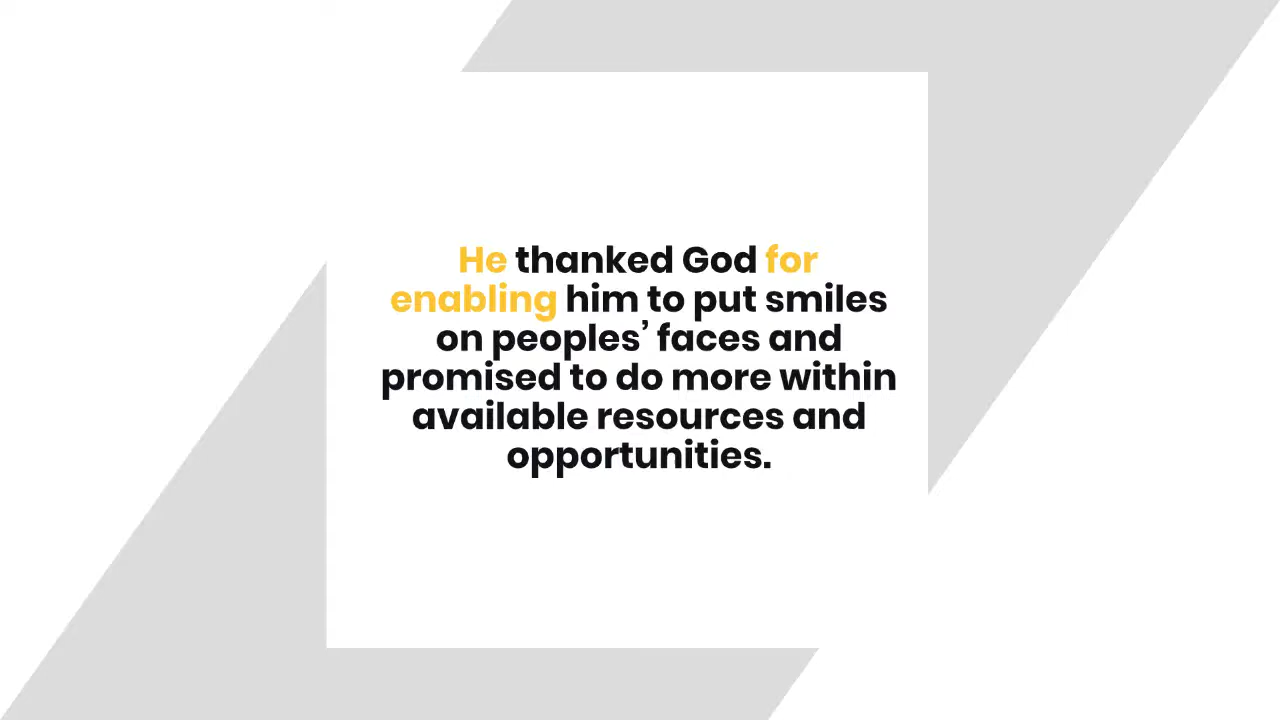 He thanked God for
enabling him to put smiles
on peoples’ faces and
promised to do more within
available resources and
opportunities.